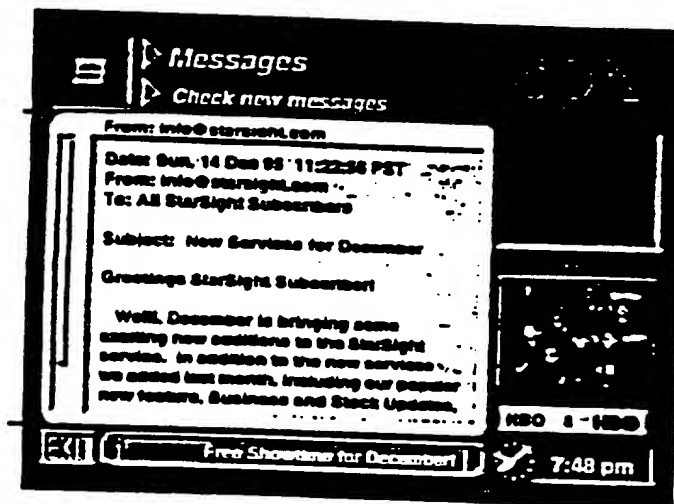 Messages
Check new messages
From: info@starsight.com
Date: Sun, 14 Dec 95 11:22:56 PST
From: info@starsight.com
To: All StarSight Subscribers
Subject: New Services for December
Greetings StarSight Subscriber!
Well, December is bringing some
exciting new additions to the StarSight
service. In addition to the new services
we added last month, including our popular
new feature, Business and Stock Updates,
HBO
Free Showtime for December!
7:48 pm